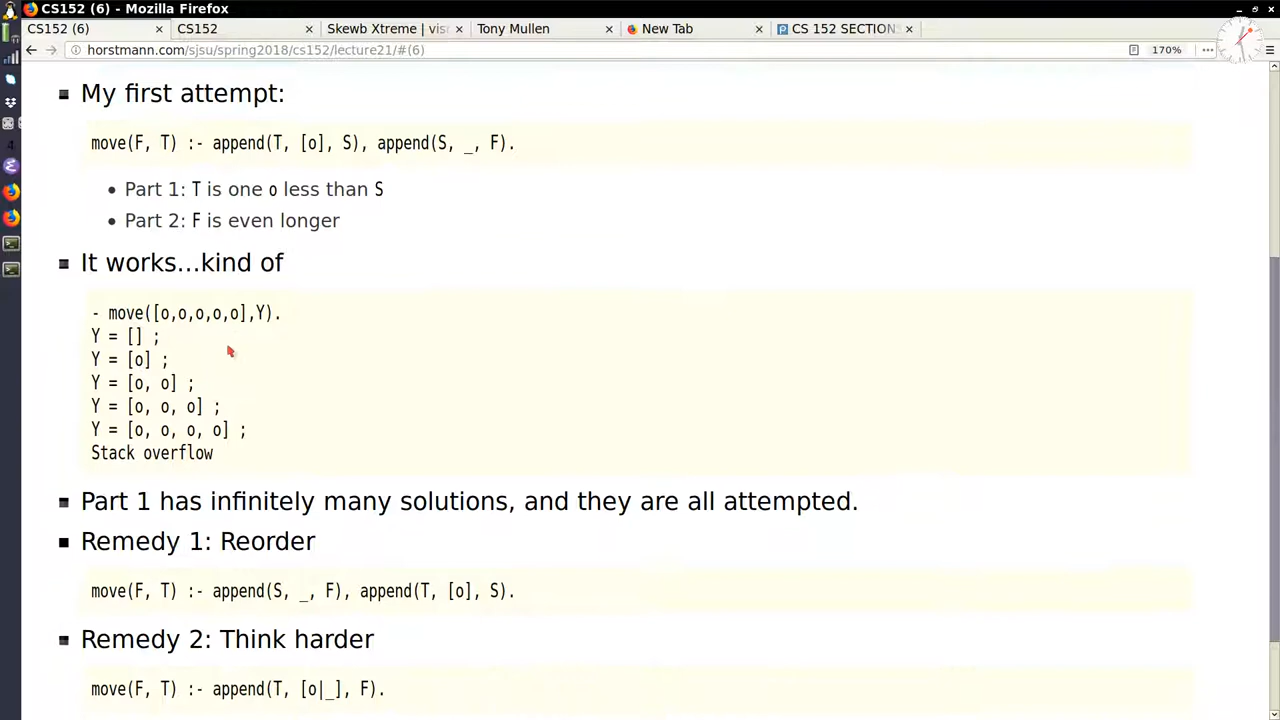 CS152 (6) - Mozilla Firefox
CS152 (6) × CS152 × Skewb Xtreme | vis × Tony Mullen × New Tab × CS 152 SECTION ×
horstmann.com/sjsu/spring2018/cs152/lecture21/#(6) 170%
My first attempt:
move(F, T) :- append(T, [o], S), append(S, _, F).
Part 1: T is one o less than S
Part 2: F is even longer
It works...kind of
- move([o,o,o,o,o],Y).
Y = [] ;
Y = [o] ;
Y = [o, o] ;
Y = [o, o, o] ;
Y = [o, o, o, o] ;
Stack overflow
Part 1 has infinitely many solutions, and they are all attempted.
Remedy 1: Reorder
move(F, T) :- append(S, _, F), append(T, [o], S).
Remedy 2: Think harder
move(F, T) :- append(T, [o|_], F).